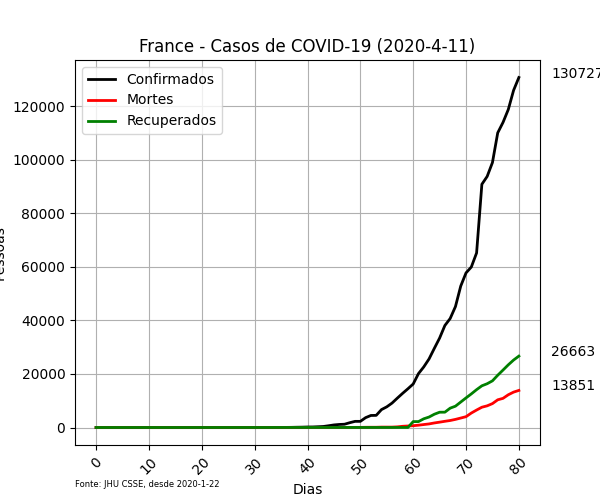 France - Casos de COVID-19 (2020-4-11)
Confirmados
Mortes
Recuperados
130727
26663
13851
120000
100000
80000
60000
40000
20000
0
Pessoas
0
10
20
30
40
50
60
70
80
Dias
Fonte: JHU CSSE, desde 2020-1-22